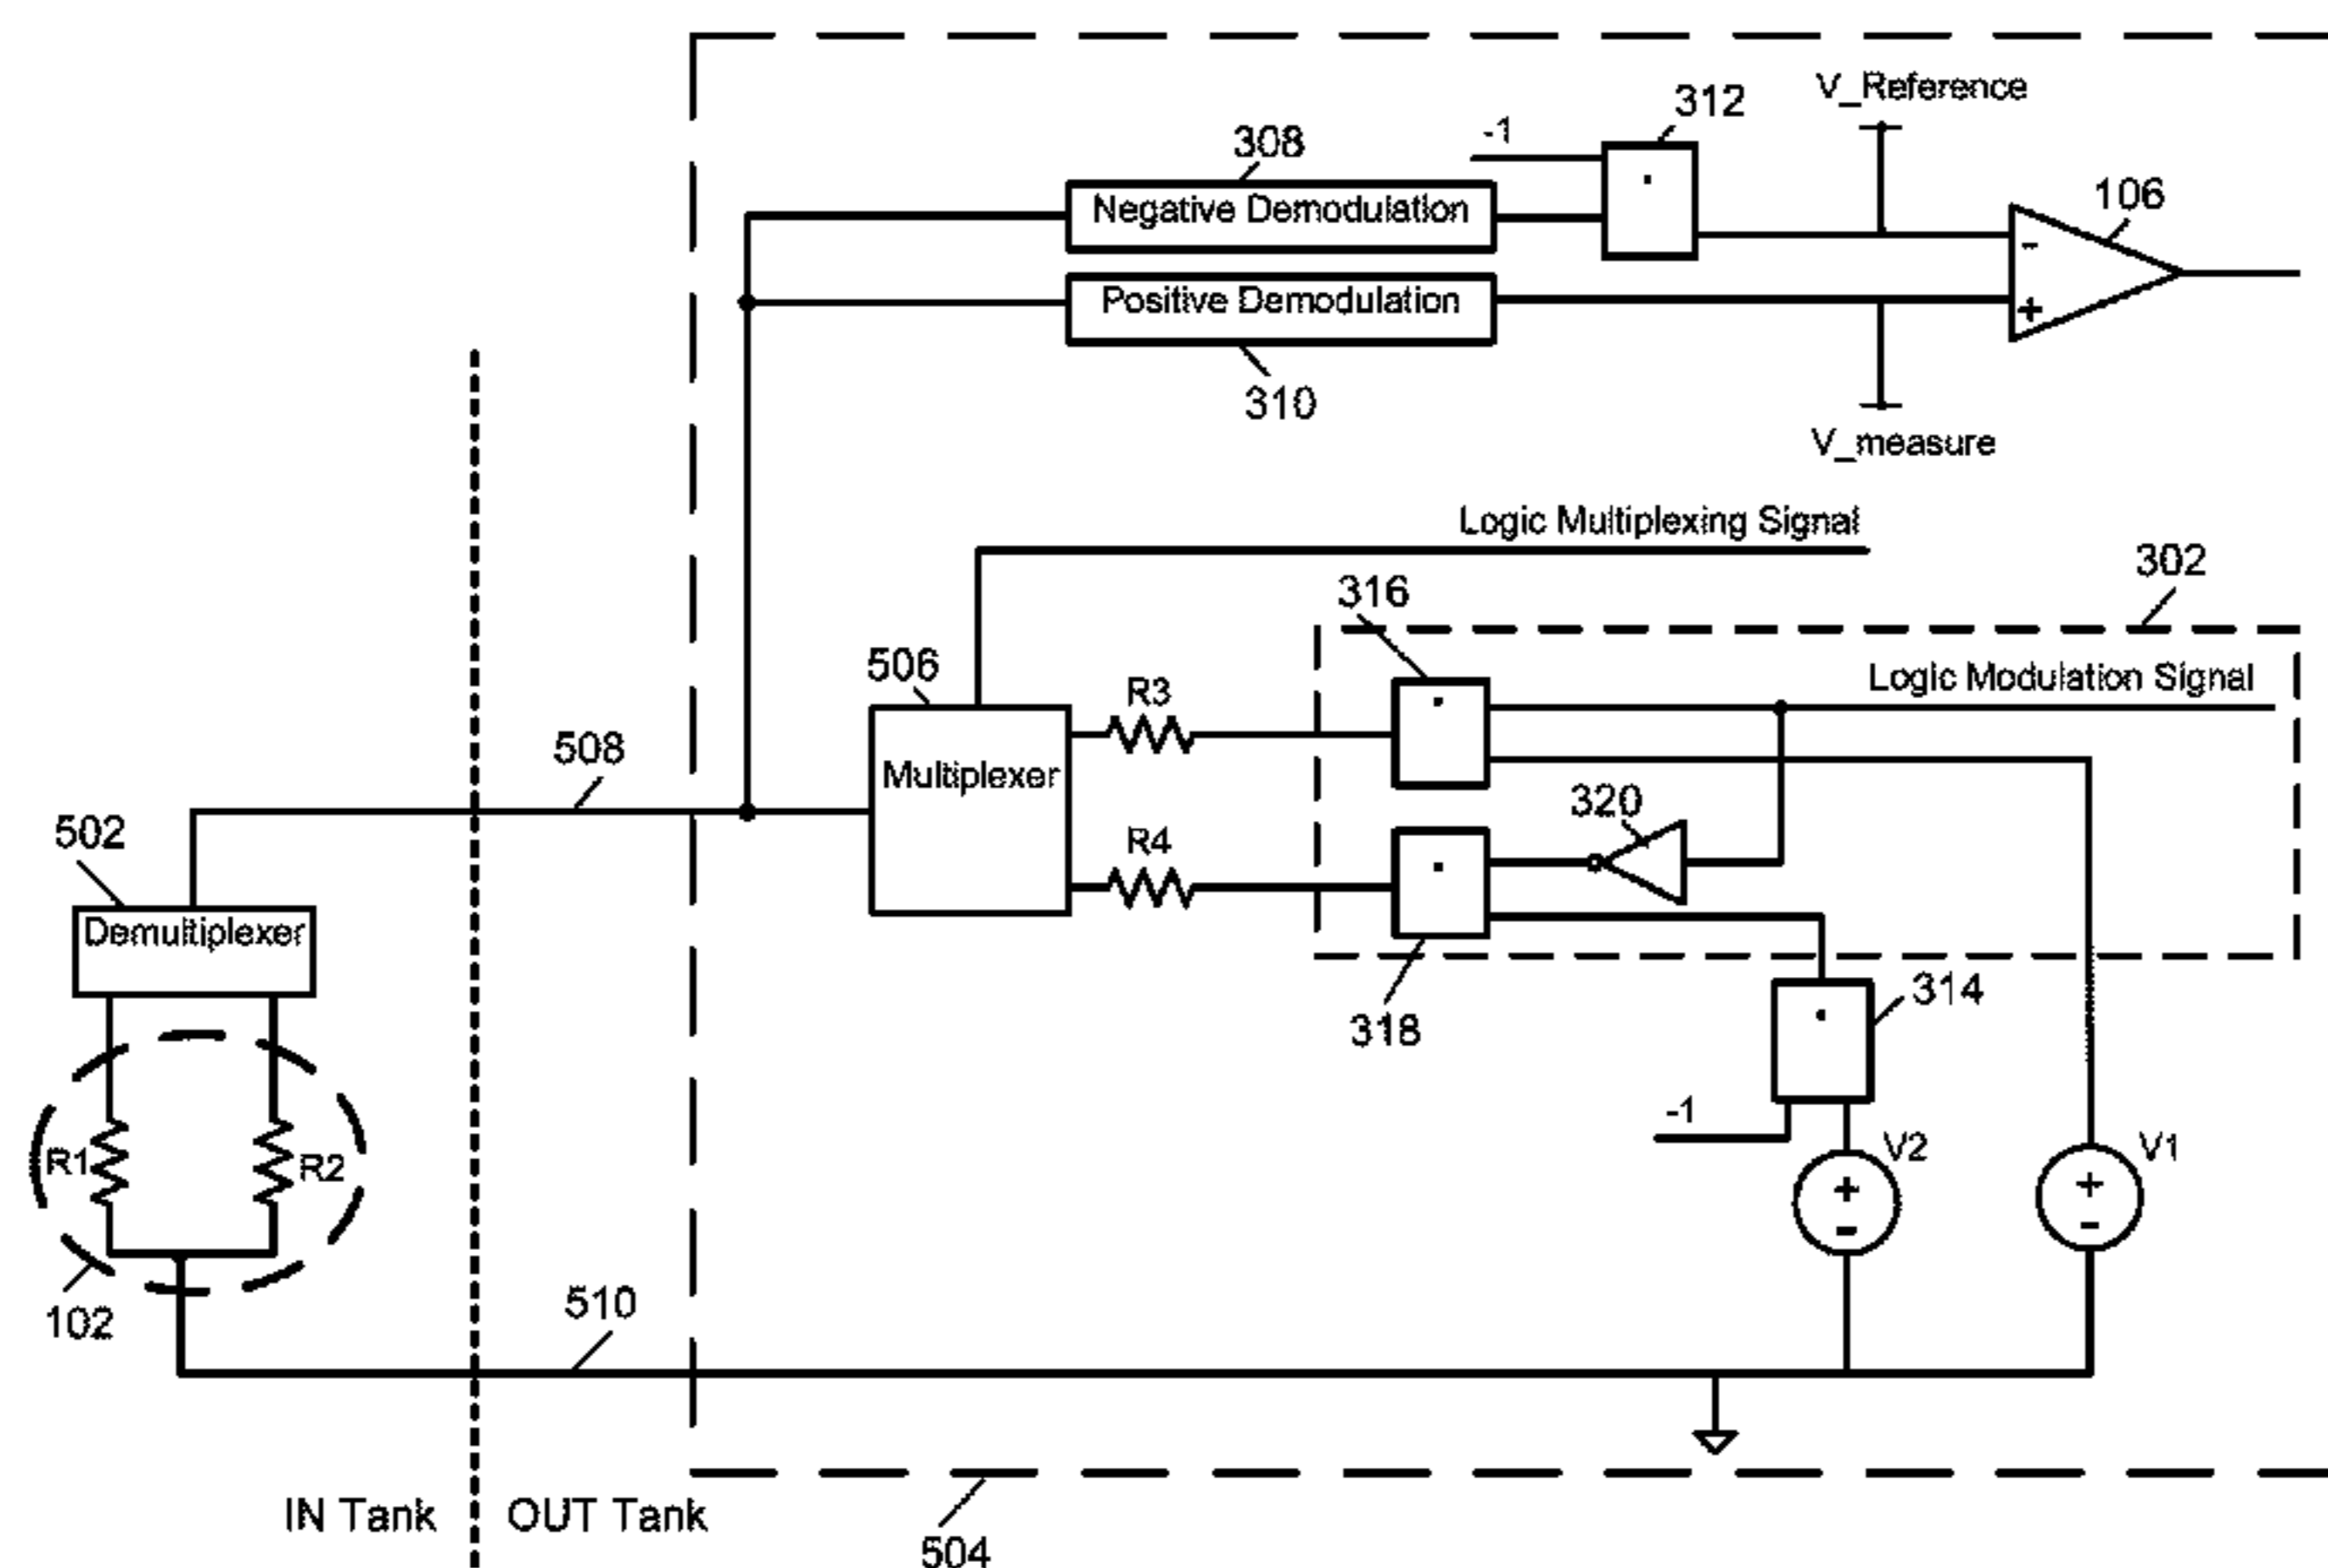 V_Reference
312
-1
308
106
Negative Demodulation
-
Positive Demodulation
+
310
V_measure
Logic Multiplexing Signal
302
316
506
Logic Modulation Signal
R3
508
Multiplexer
320
502
R4
Demultiplexer
314
318
-1
V2
V1
R1
R2
+
-
+
-
510
102
IN Tank
OUT Tank
504